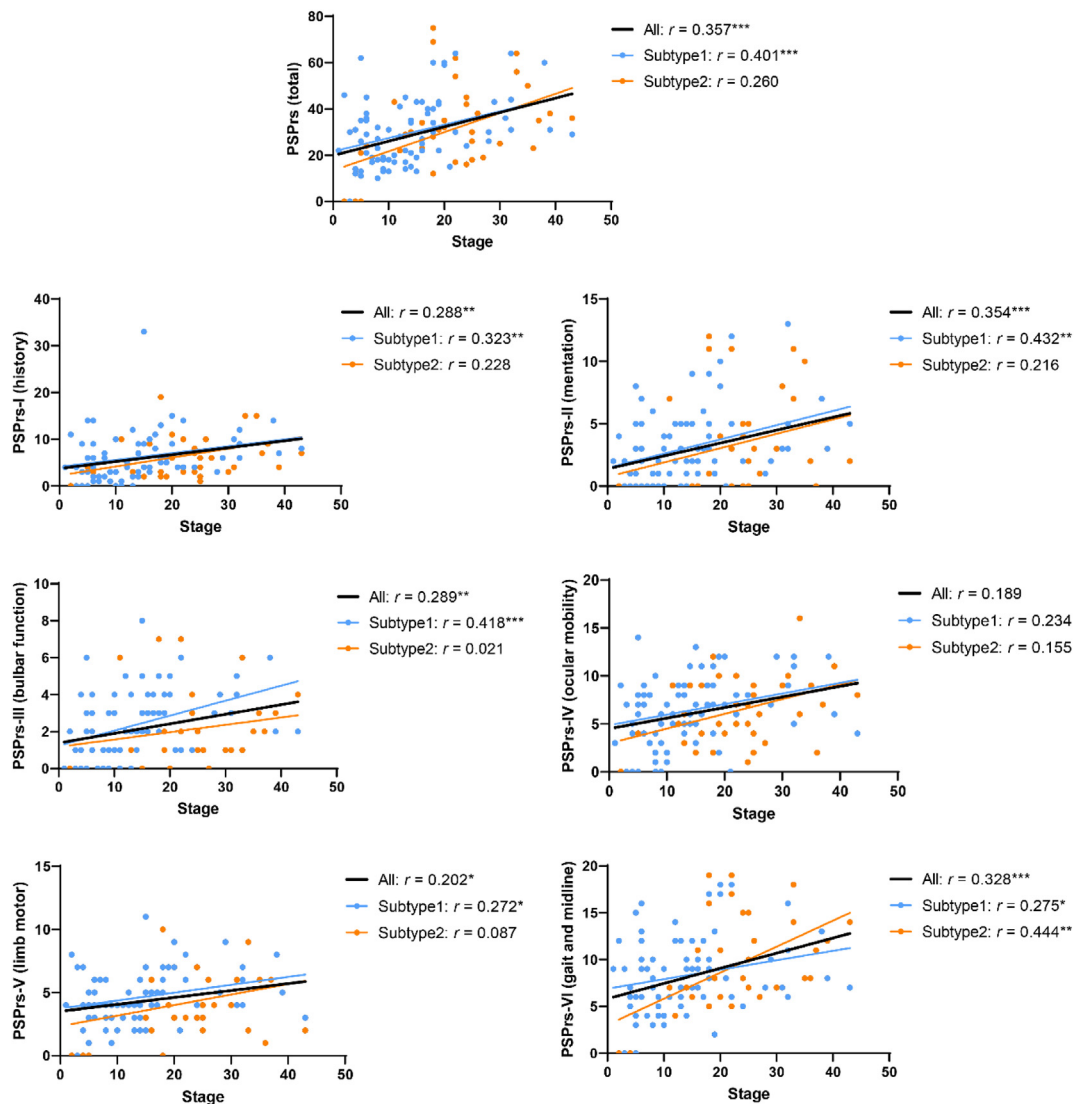 80
60
40
20
0
0
10
20
30
40
50
PSPrs (total)
Stage
All: r = 0.357***
Subtype1: r = 0.401***
Subtype2: r = 0.260
40
30
20
10
0
0
10
20
30
40
50
PSPrs-I (history)
Stage
All: r = 0.288**
Subtype1: r = 0.323**
Subtype2: r = 0.228
15
10
5
0
0
10
20
30
40
50
PSPrs-II (mentation)
Stage
All: r = 0.354***
Subtype1: r = 0.432**
Subtype2: r = 0.216
10
8
6
4
2
0
0
10
20
30
40
50
PSPrs-III (bulbar function)
Stage
All: r = 0.289**
Subtype1: r = 0.418***
Subtype2: r = 0.021
20
15
10
5
0
0
10
20
30
40
50
PSPrs-IV (ocular mobility)
Stage
All: r = 0.189
Subtype1: r = 0.234
Subtype2: r = 0.155
15
10
5
0
0
10
20
30
40
50
PSPrs-V (limb motor)
Stage
All: r = 0.202*
Subtype1: r = 0.272*
Subtype2: r = 0.087
20
15
10
5
0
0
10
20
30
40
50
PSPrs-VI (gait and midline)
Stage
All: r = 0.328***
Subtype1: r = 0.275*
Subtype2: r = 0.444**